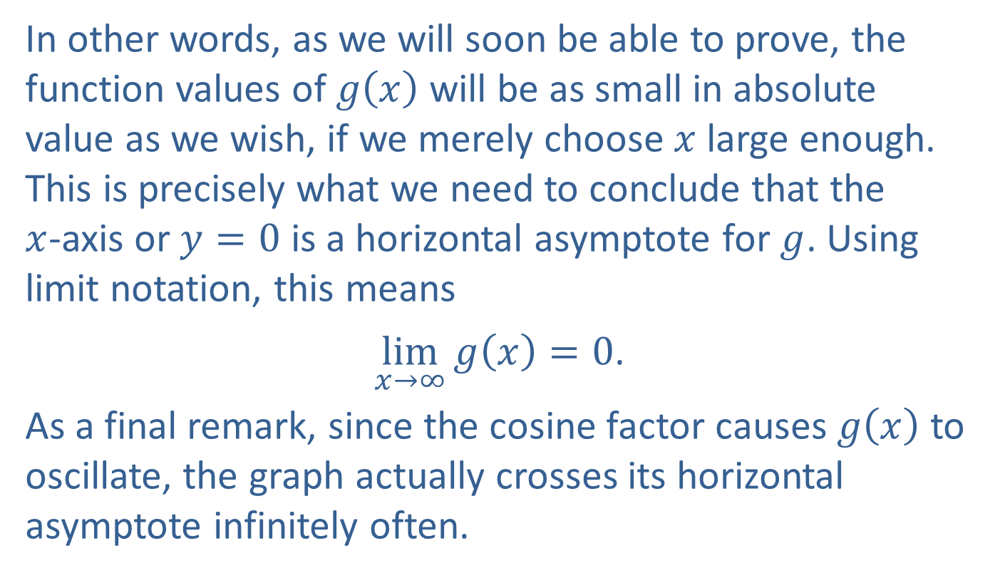 In other words, as we will soon be able to prove, the
function values of g(x) will be as small in absolute
value as we wish, if we merely choose x large enough.
This is precisely what we need to conclude that the
x-axis or y = 0 is a horizontal asymptote for g. Using
limit notation, this means
lim g(x) = 0.
x→∞
As a final remark, since the cosine factor causes g(x) to
oscillate, the graph actually crosses its horizontal
asymptote infinitely often.